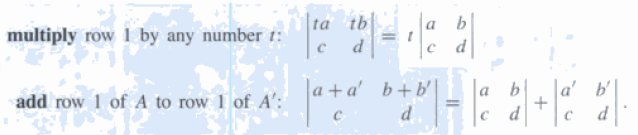 multiply row 1 by any number t: |ta tb; c d| = t |a b; c d|
add row 1 of A to row 1 of A′: |a + a′ b + b′; c d| = |a b; c d| + |a′ b′; c d|.